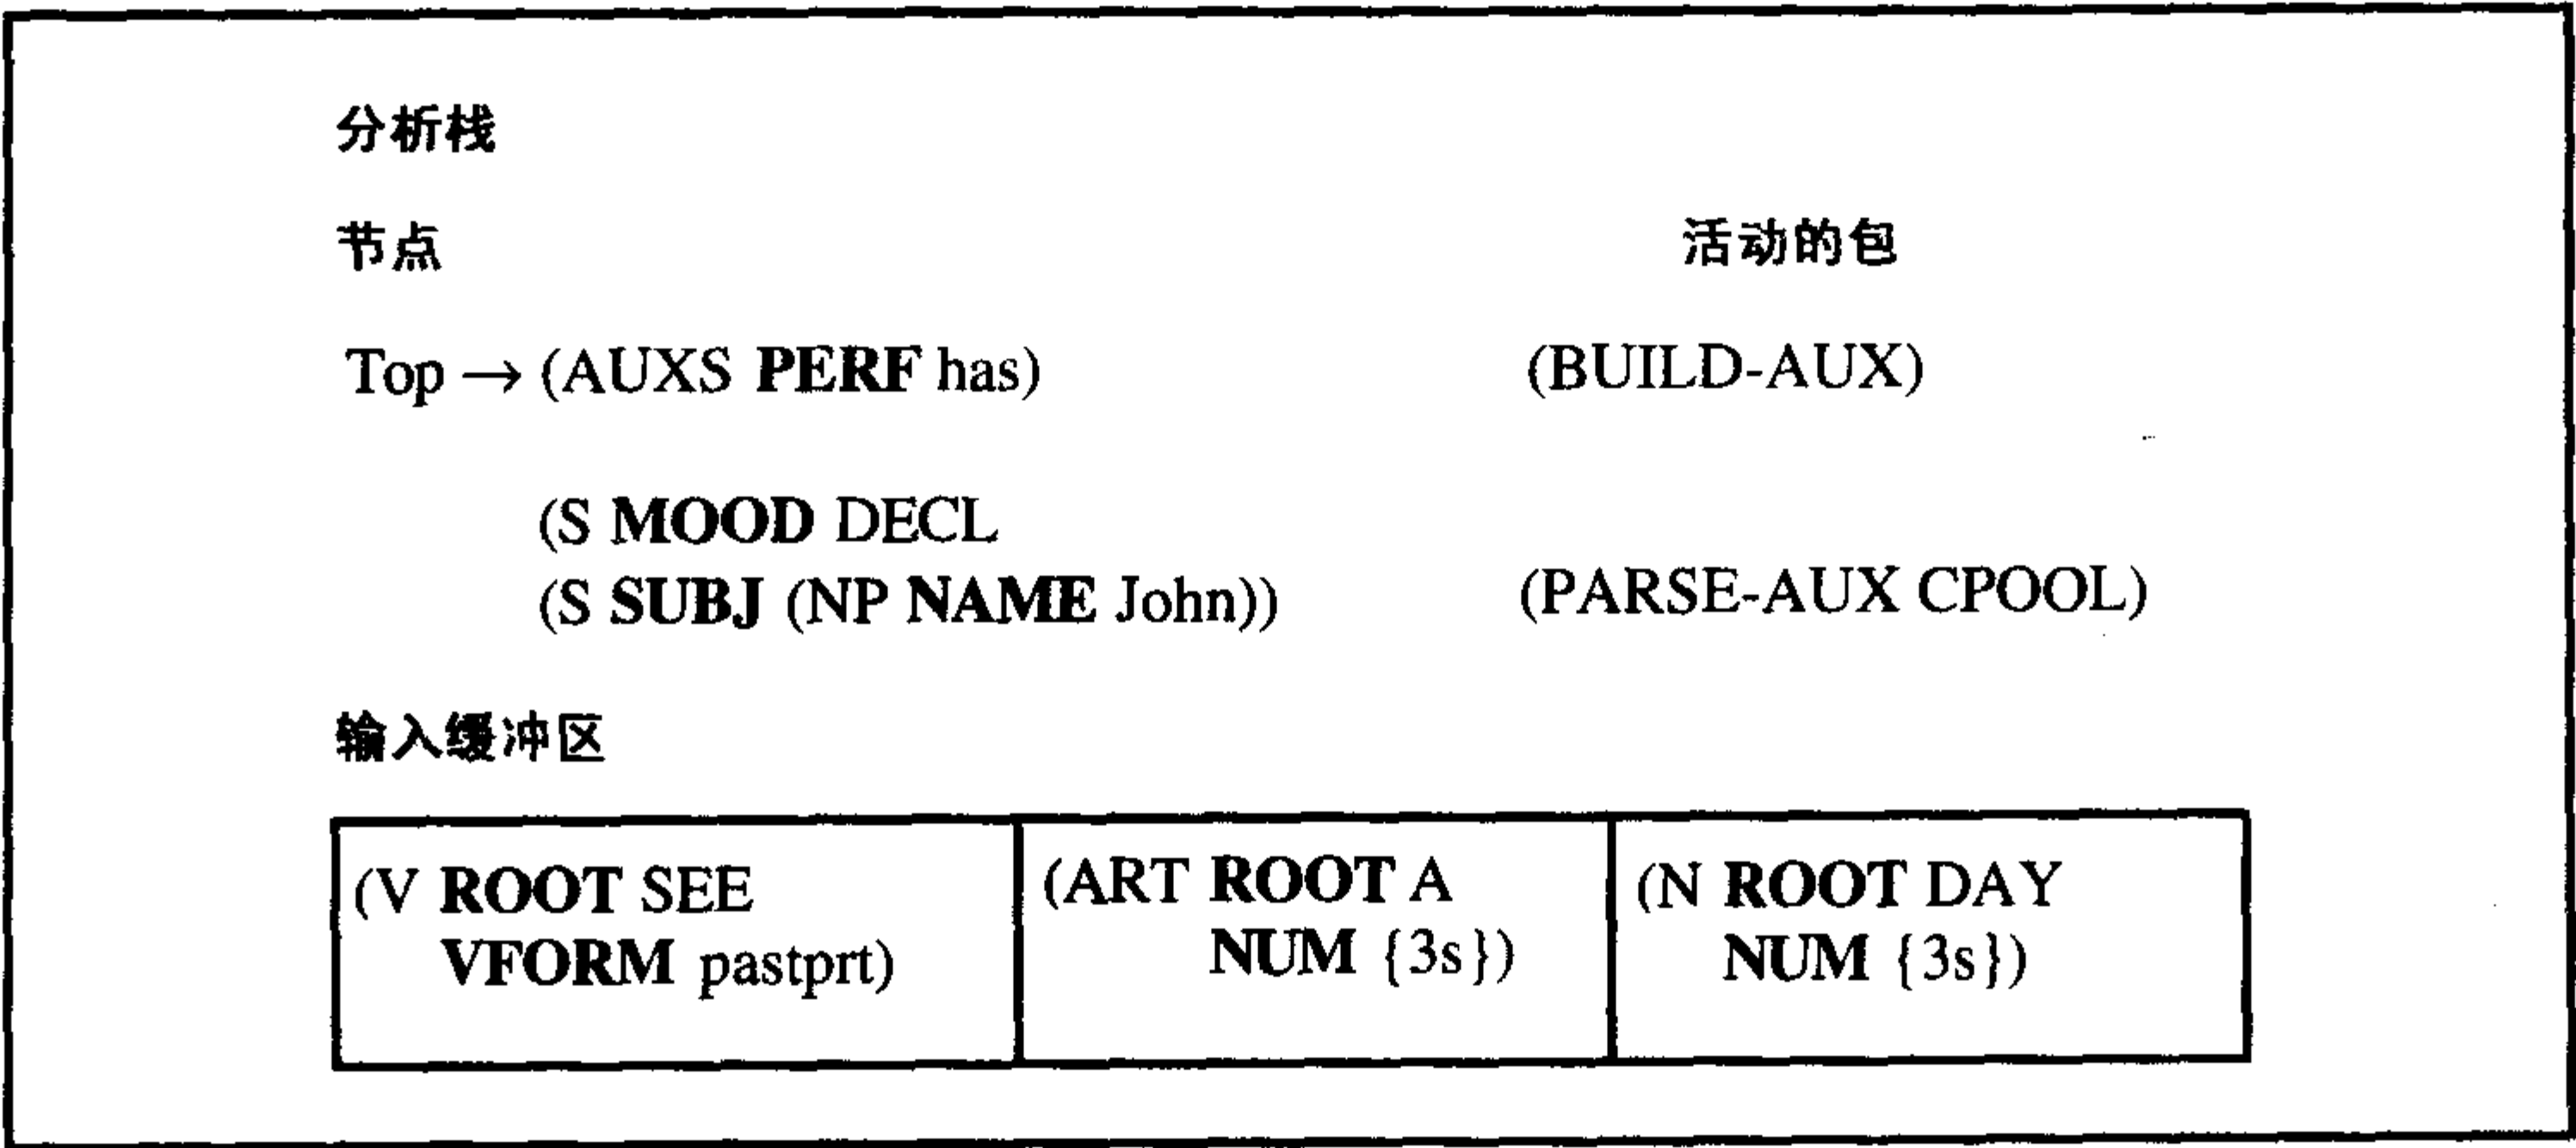 分析栈
节点 活动的包
Top → (AUXS PERF has) (BUILD-AUX)
(S MOOD DECL
(S SUBJ (NP NAME John)) (PARSE-AUX CPOOL)
输入缓冲区
(V ROOT SEE (ART ROOT A (N ROOT DAY
VFORM pastprt) NUM {3s}) NUM {3s})